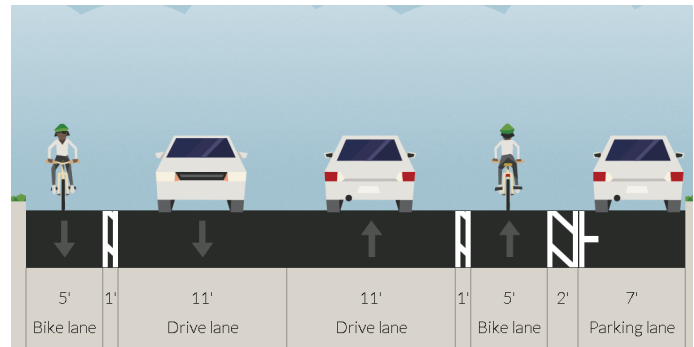 5' 1' 11' 11' 1' 5' 2' 7'
Bike lane Drive lane Drive lane Bike lane Parking lane